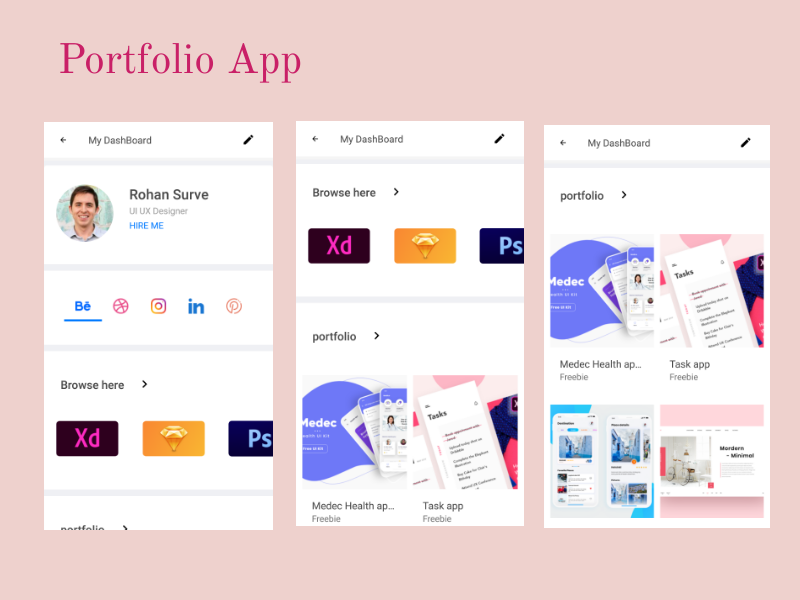 Portfolio App
My DashBoard
Rohan Surve
UI UX Designer
HIRE ME
Bē
in
Browse here
Xd
Ps
portfolio
My DashBoard
Browse here
Xd
Ps
portfolio
Medec
Tasks
Medec Health ap...
Freebie
Task app
Freebie
My DashBoard
portfolio
Medec
Tasks
Medec Health ap...
Freebie
Task app
Freebie
Mordern
- Minimal